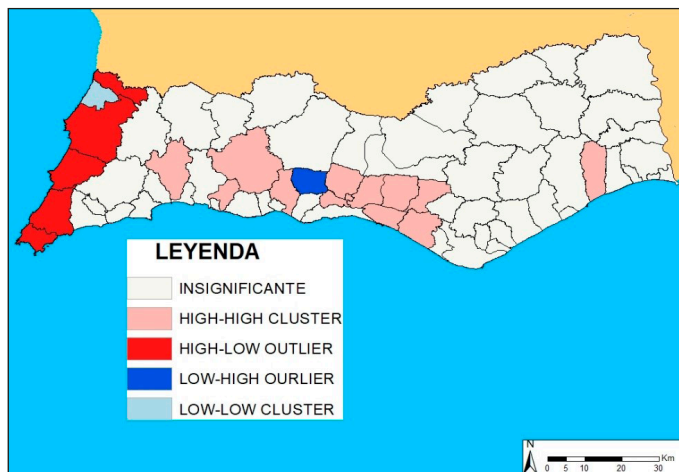 LEYENDA
INSIGNIFICANTE
HIGH-HIGH CLUSTER
HIGH-LOW OUTLIER
LOW-HIGH OURLIER
LOW-LOW CLUSTER
N
Km
0 5 10 20 30